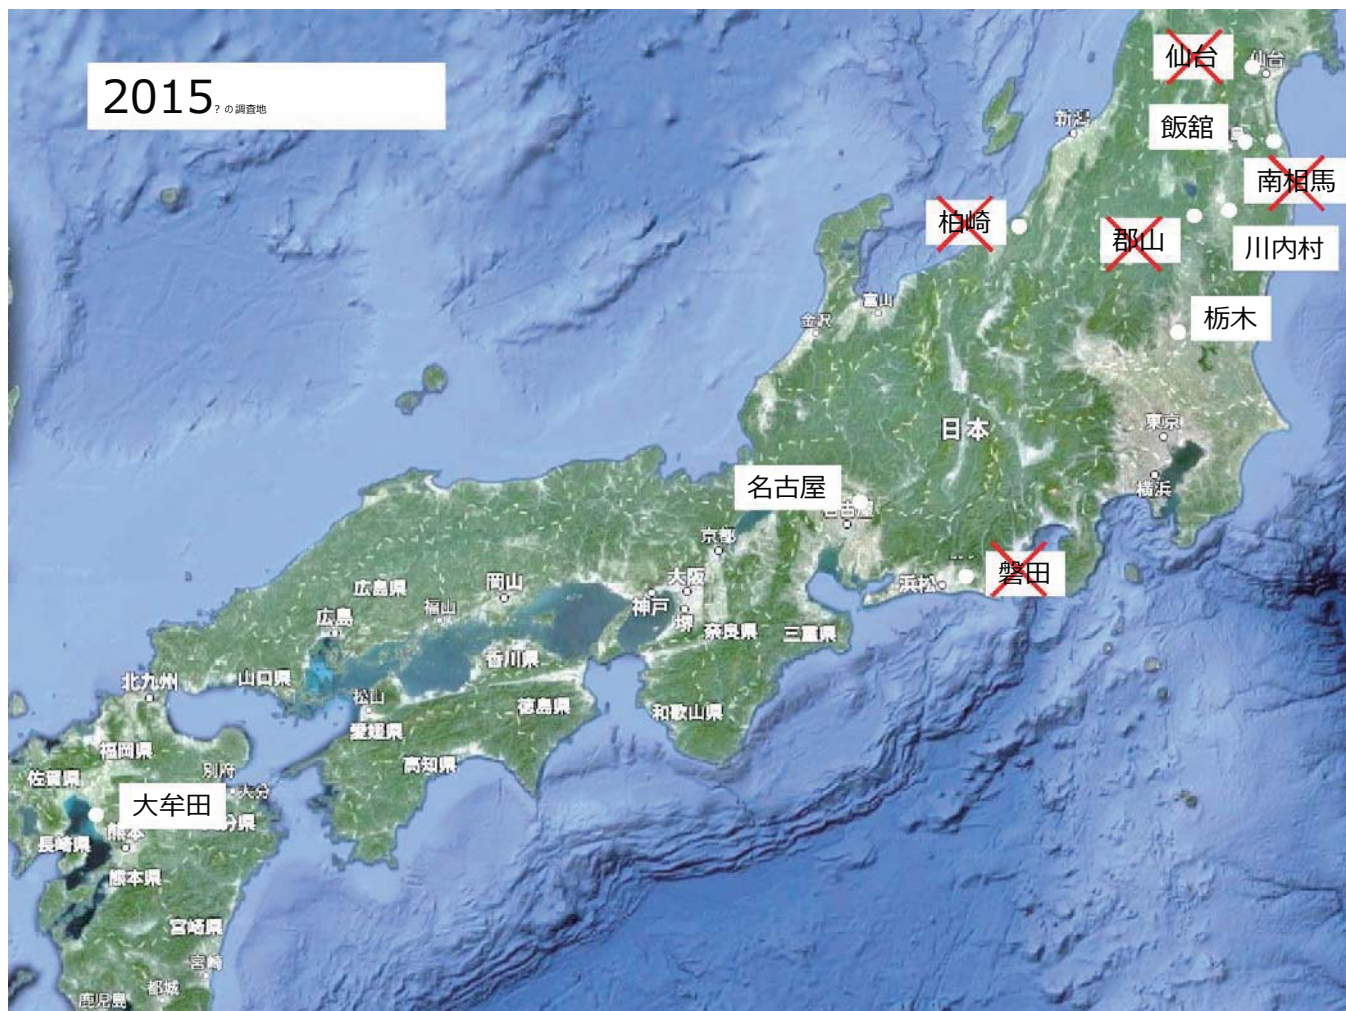 2015? の調査地
仙台
仙台
新潟
飯舘
南相馬
柏崎
郡山
川内村
富山
金沢
栃木
日本
東京
横浜
名古屋
京都
浜松
磐田
大阪
神戸
堺
奈良県
三重県
和歌山県
岡山
広島県
福山
広島
香川県
徳島県
北九州
山口県
松山
愛媛県
高知県
福岡県
佐賀県
別府
大分
大牟田
長崎県
熊本県
宮崎県
宮崎
都城
鹿児島